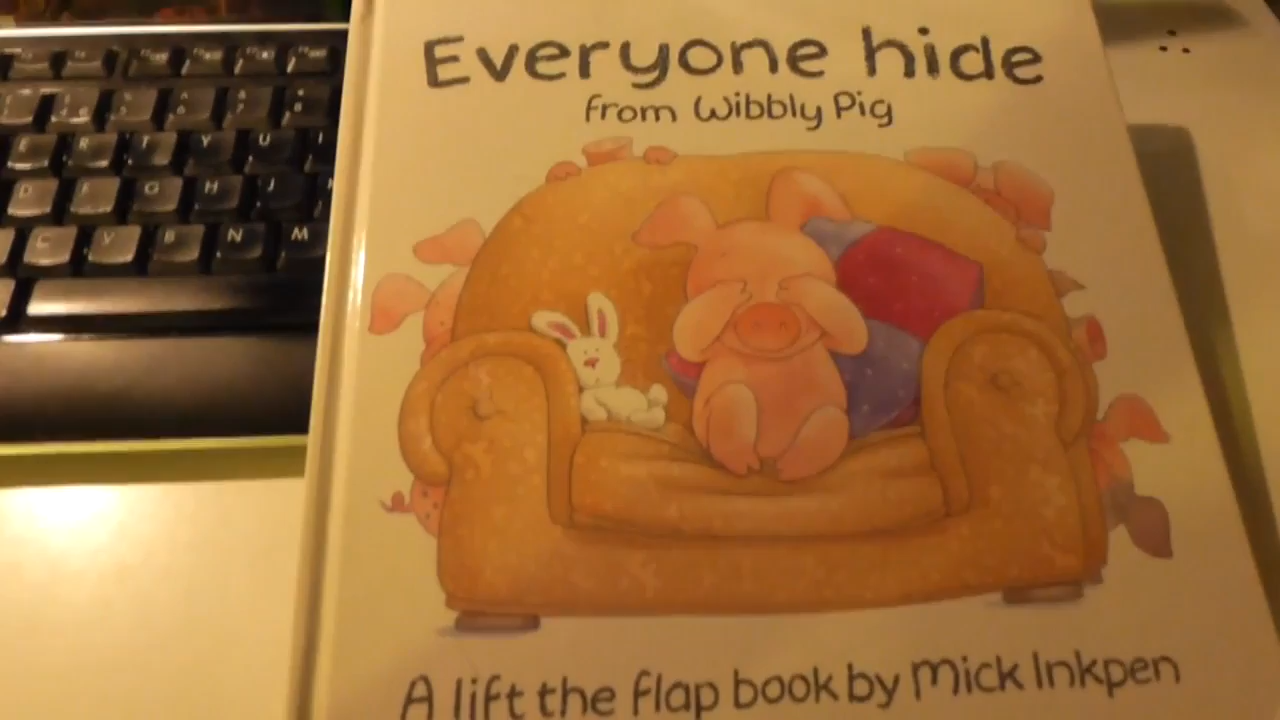 Everyone hide
from Wibbly Pig
A lift the flap book by Mick Inkpen
E R T Y U I
D F G H J
C V B N M